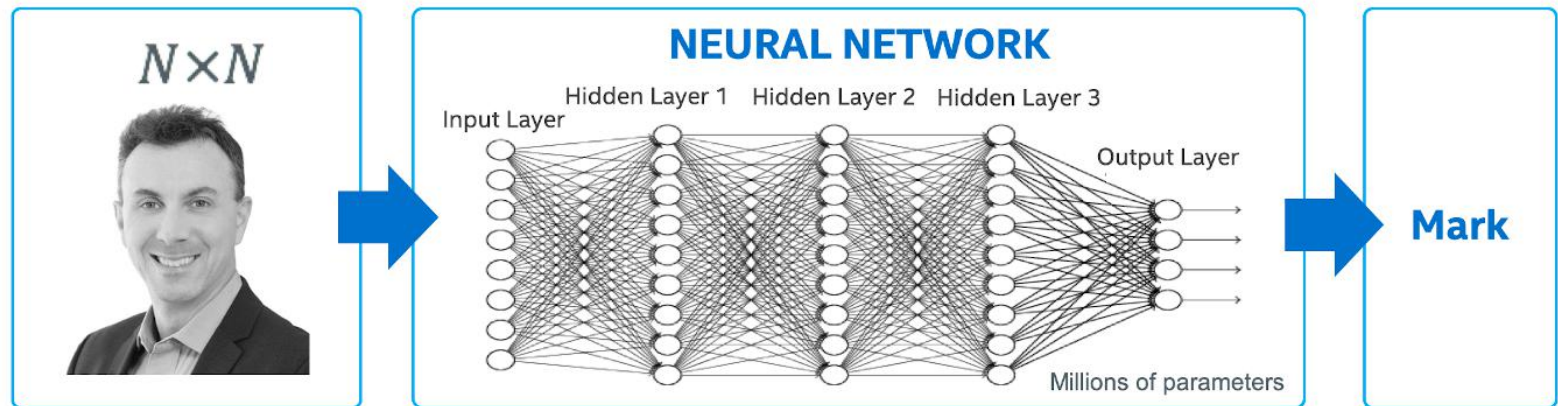 N×N
NEURAL NETWORK
Input Layer
Hidden Layer 1
Hidden Layer 2
Hidden Layer 3
Output Layer
Millions of parameters
Mark